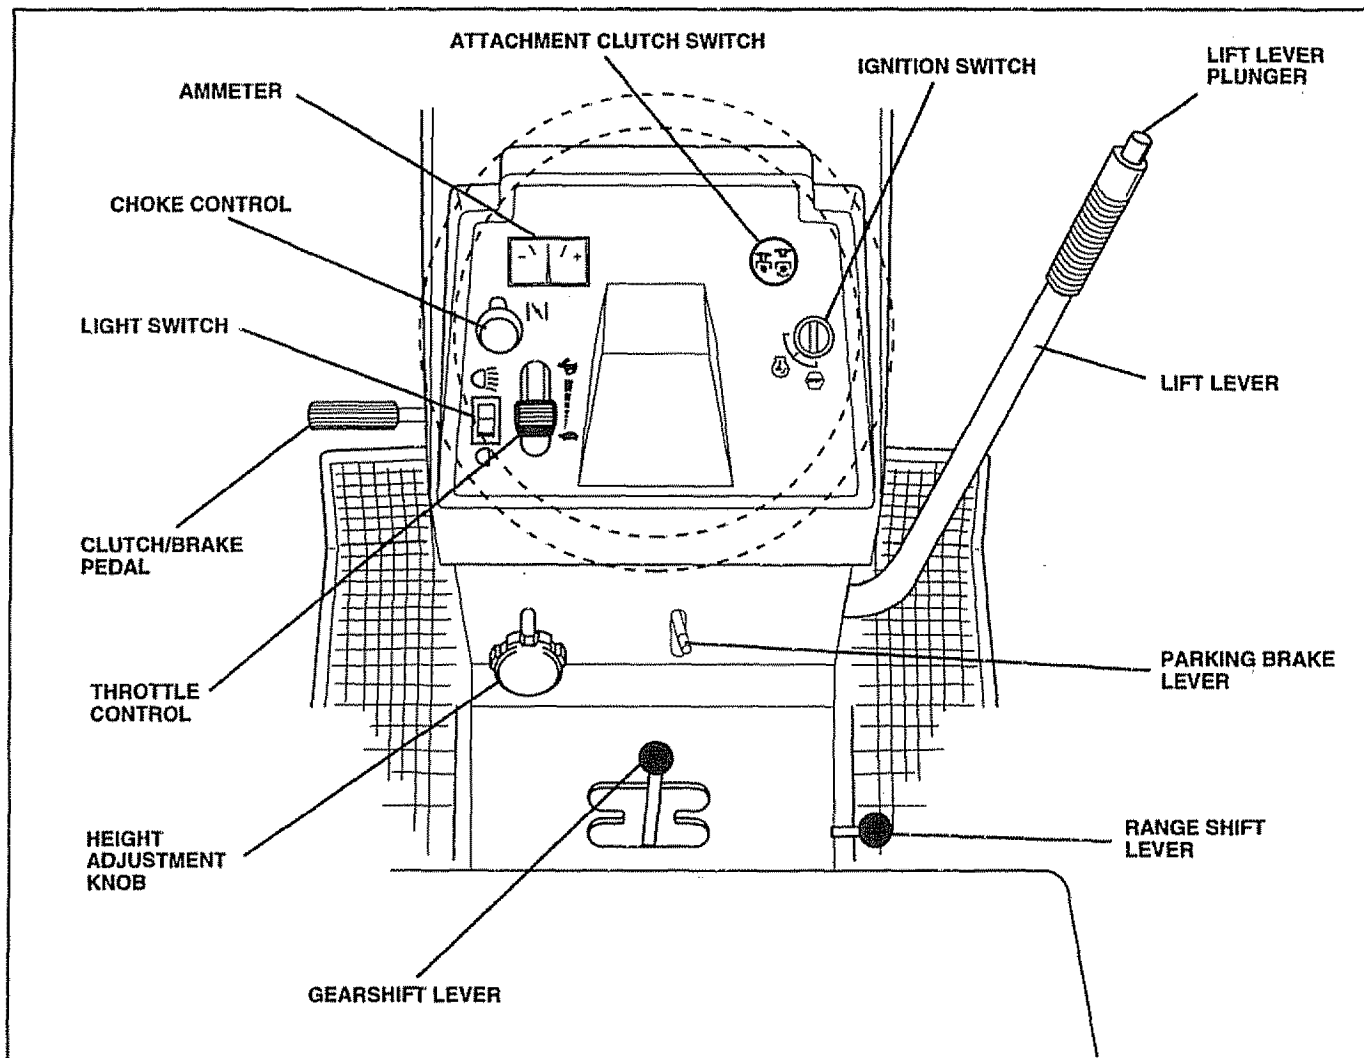 ATTACHMENT CLUTCH SWITCH
IGNITION SWITCH
LIFT LEVER
PLUNGER
AMMETER
CHOKE CONTROL
LIGHT SWITCH
- +
LIFT LEVER
CLUTCH/BRAKE
PEDAL
THROTTLE
CONTROL
PARKING BRAKE
LEVER
HEIGHT
ADJUSTMENT
KNOB
RANGE SHIFT
LEVER
GEARSHIFT LEVER